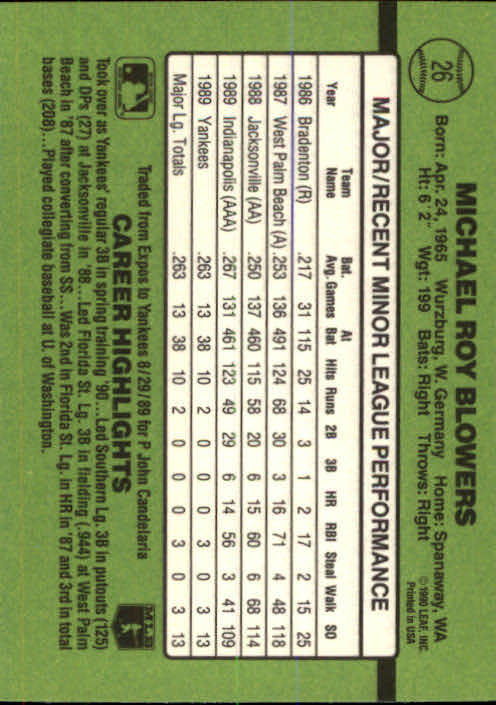 26
MICHAEL ROY BLOWERS
Born: Apr. 24, 1965 Wurzburg, W. Germany Home: Spanaway, WA
Ht: 6' 2" Wgt: 199 Bats: Right Throws: Right
© 1990 LEAF, INC.
Printed in USA
MAJOR/RECENT MINOR LEAGUE PERFORMANCE
Year Team Name Bat. Avg. Games At Bat Hits Runs 2B 3B HR RBI Steal Walk SO
1986 Bradenton (R) .217 31 115 25 14 3 1 2 17 2 15 25
1987 West Palm Beach (A) .253 136 491 124 68 30 3 16 71 4 48 118
1988 Jacksonville (AA) .250 137 460 115 58 20 6 15 60 6 68 114
1989 Indianapolis (AAA) .267 131 461 123 49 29 6 14 56 3 41 109
1989 Yankees .263 13 38 10 2 0 0 0 3 0 3 13
Major Lg. Totals .263 13 38 10 2 0 0 0 3 0 3 13
Traded from Expos to Yankees 8/29/89 for P John Candelaria
CAREER HIGHLIGHTS
MLB
Took over as Yankees' regular 3B in spring training '90...Led Southern Lg. 3B in putouts (125)
and DPs (27) at Jacksonville in '88...Led Florida St. Lg. 3B in fielding (.944) at West Palm
Beach in '87 after converting from SS...Was 2nd in Florida St. Lg. in HR in '87 and 3rd in total
bases (208)...Played collegiate baseball at U. of Washington.